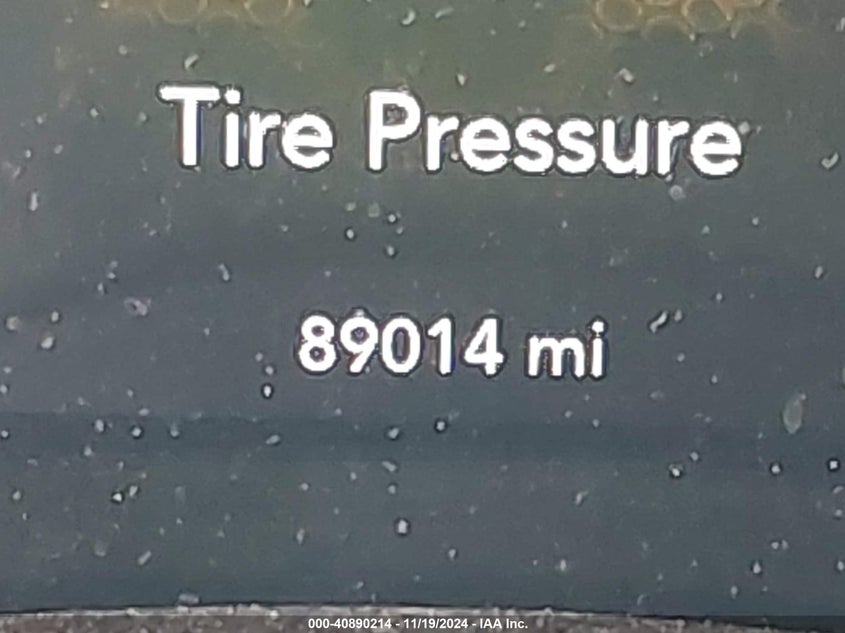 Tire Pressure
89014 mi
000-40890214 - 11/19/2024 - IAA Inc.